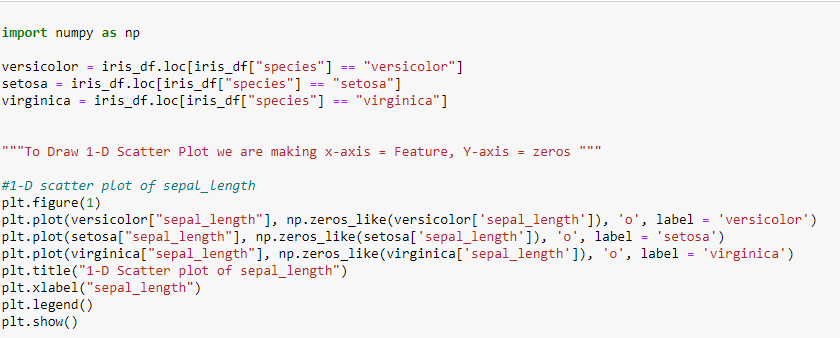 import numpy as np
versicolor = iris_df.loc[iris_df["species"] == "versicolor"]
setosa = iris_df.loc[iris_df["species"] == "setosa"]
virginica = iris_df.loc[iris_df["species"] == "virginica"]
"""To Draw 1-D Scatter Plot we are making x-axis = Feature, Y-axis = zeros """
#1-D scatter plot of sepal_length
plt.figure(1)
plt.plot(versicolor["sepal_length"], np.zeros_like(versicolor['sepal_length']), 'o', label = 'versicolor')
plt.plot(setosa["sepal_length"], np.zeros_like(setosa['sepal_length']), 'o', label = 'setosa')
plt.plot(virginica["sepal_length"], np.zeros_like(virginica['sepal_length']), 'o', label = 'virginica')
plt.title("1-D Scatter plot of sepal_length")
plt.xlabel("sepal_length")
plt.legend()
plt.show()